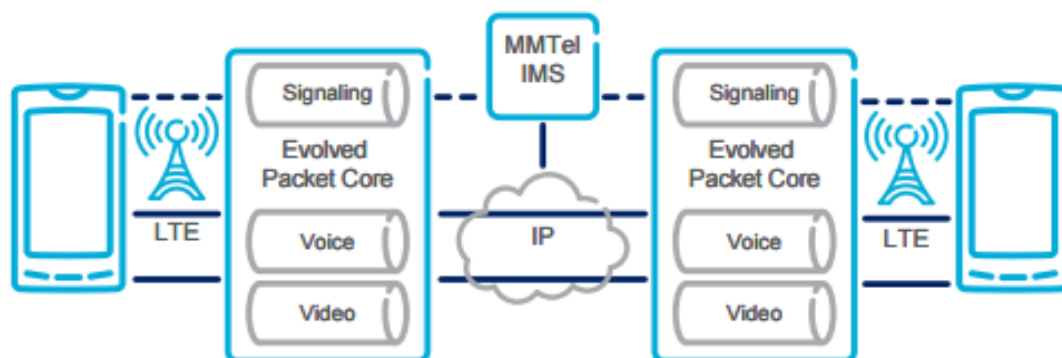 MMTel
IMS
Signaling
Signaling
Evolved
Packet Core
Evolved
Packet Core
LTE
Voice
IP
Voice
LTE
Video
Video